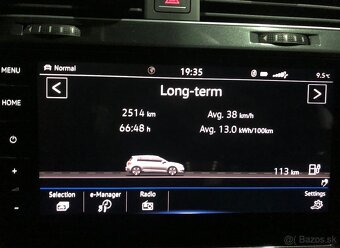 MENU
HOME
Normal
19:35
9.5°C
Long-term
2514 km
Avg. 38 km/h
66:48 h
Avg. 13.0 kWh/100km
113 km
Selection
e-Manager
Radio
Settings
Bazos.sk